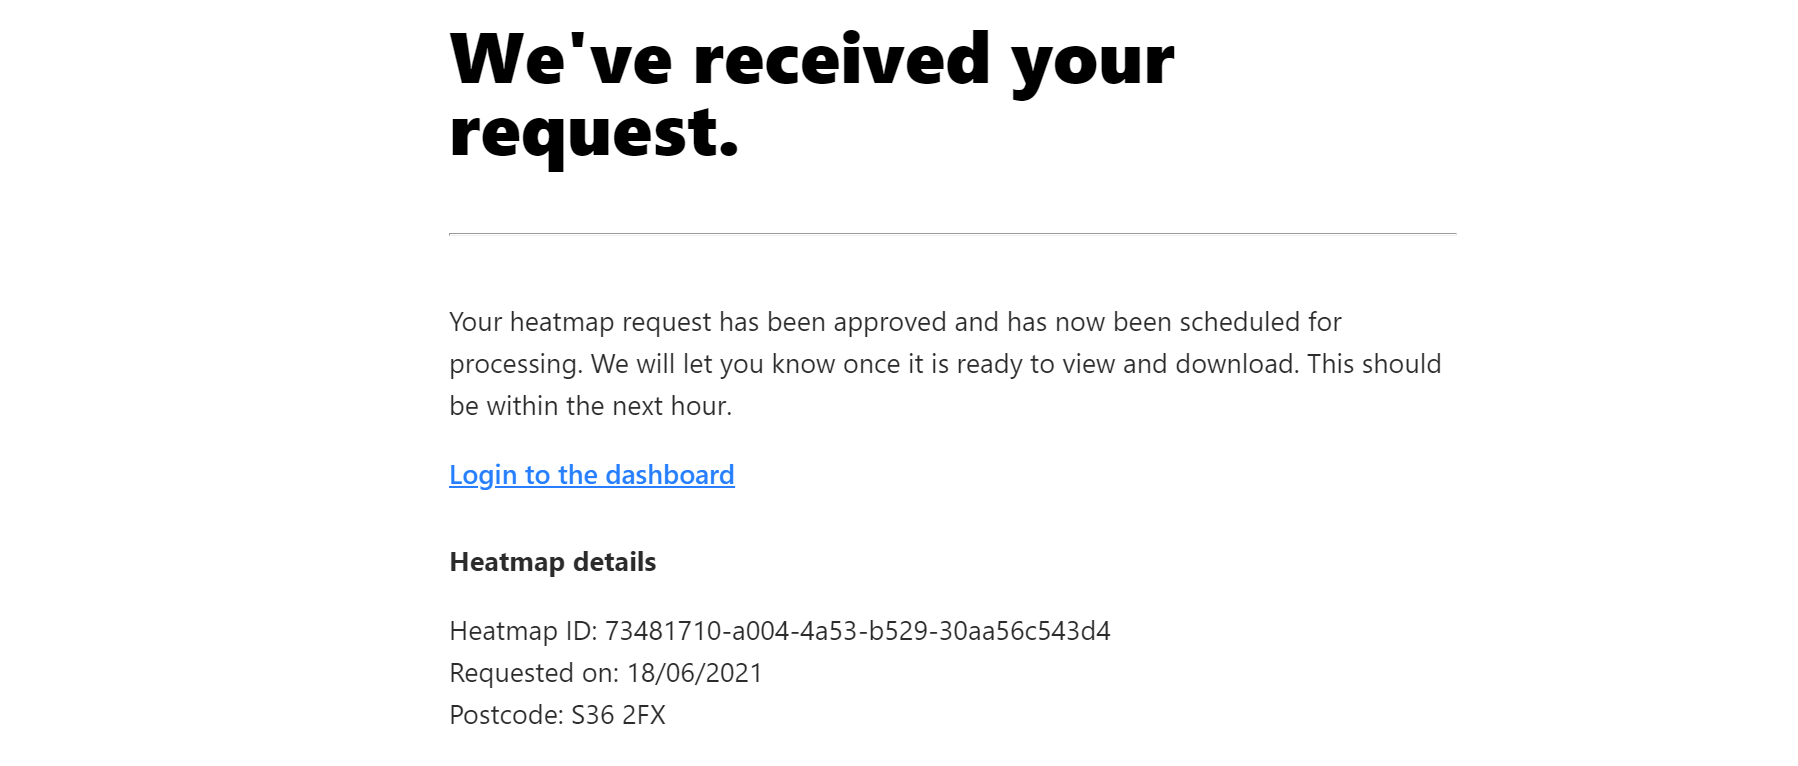 We've received your
request.
Your heatmap request has been approved and has now been scheduled for
processing. We will let you know once it is ready to view and download. This should
be within the next hour.
Login to the dashboard
Heatmap details
Heatmap ID: 73481710-a004-4a53-b529-30aa56c543d4
Requested on: 18/06/2021
Postcode: S36 2FX